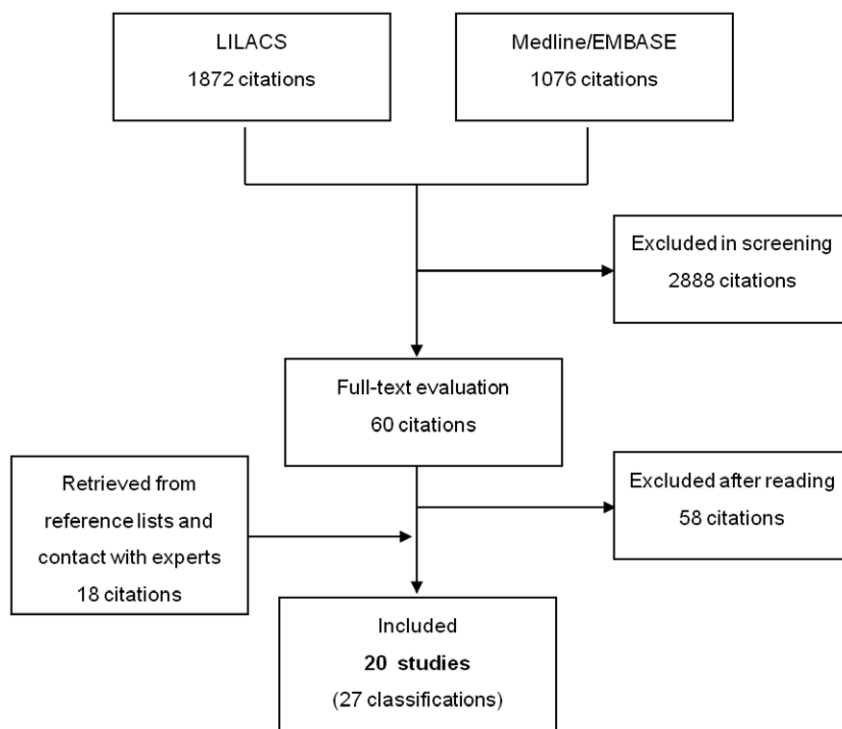 LILACS
1872 citations
Medline/EMBASE
1076 citations
Excluded in screening
2888 citations
Full-text evaluation
60 citations
Retrieved from
reference lists and
contact with experts
18 citations
Excluded after reading
58 citations
Included
20 studies
(27 classifications)